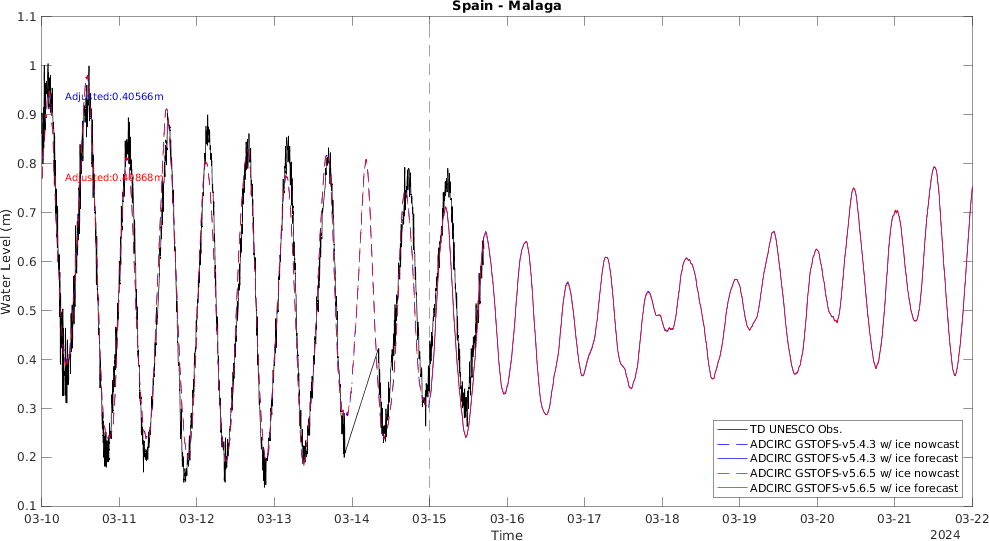 Spain - Malaga
1.1
1
0.9
0.8
0.7
0.6
0.5
0.4
0.3
0.2
0.1
Water Level (m)
Adjusted:0.40566m
Adjusted:0.40868m
TD UNESCO Obs.
ADCIRC GSTOFS-v5.4.3 w/ ice nowcast
ADCIRC GSTOFS-v5.4.3 w/ ice forecast
ADCIRC GSTOFS-v5.6.5 w/ ice nowcast
ADCIRC GSTOFS-v5.6.5 w/ ice forecast
03-10 03-11 03-12 03-13 03-14 03-15 03-16 03-17 03-18 03-19 03-20 03-21 03-22
Time
2024